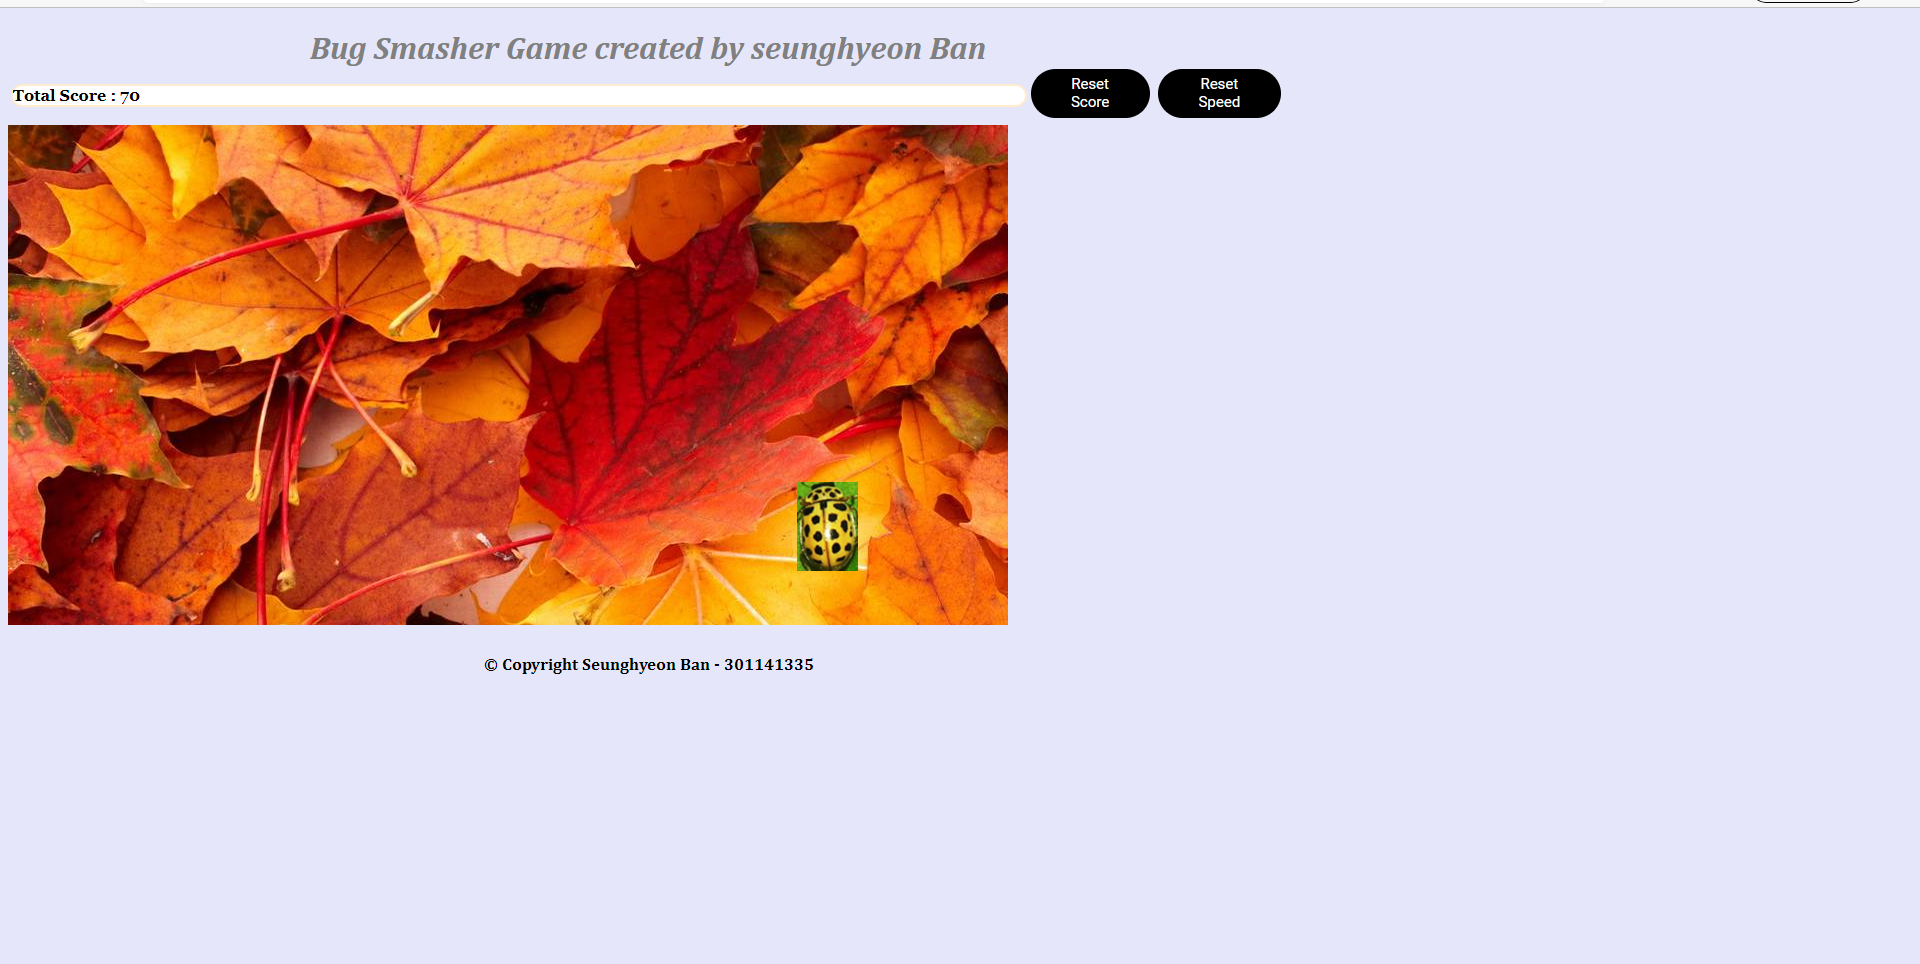 Bug Smasher Game created by seunghyeon Ban
Total Score : 70
Reset
Score
Reset
Speed
© Copyright Seunghyeon Ban - 301141335